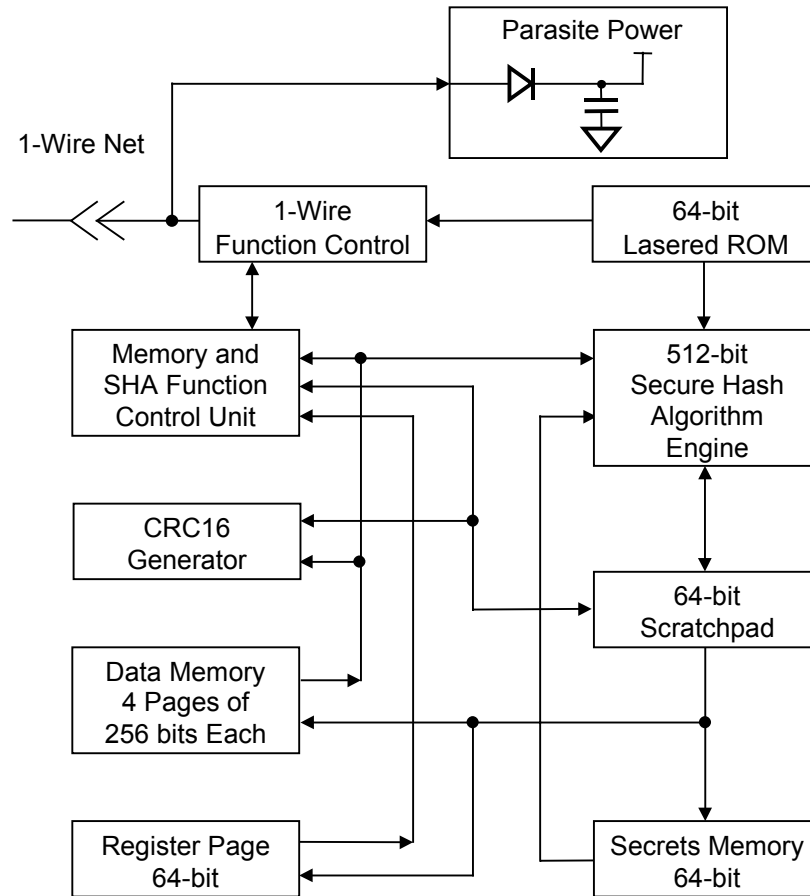 Parasite Power
1-Wire Net
1-Wire
Function Control
64-bit
Lasered ROM
Memory and
SHA Function
Control Unit
512-bit
Secure Hash
Algorithm
Engine
CRC16
Generator
64-bit
Scratchpad
Data Memory
4 Pages of
256 bits Each
Register Page
64-bit
Secrets Memory
64-bit